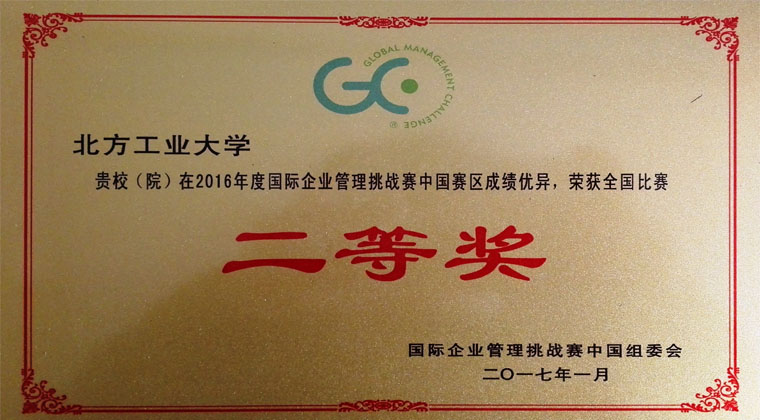 GLOBAL MANAGEMENT CHALLENGE®
GC
北方工业大学
贵校（院）在2016年度国际企业管理挑战赛中国赛区成绩优异，荣获全国比赛
二等奖
国际企业管理挑战赛中国组委会
二〇一七年一月